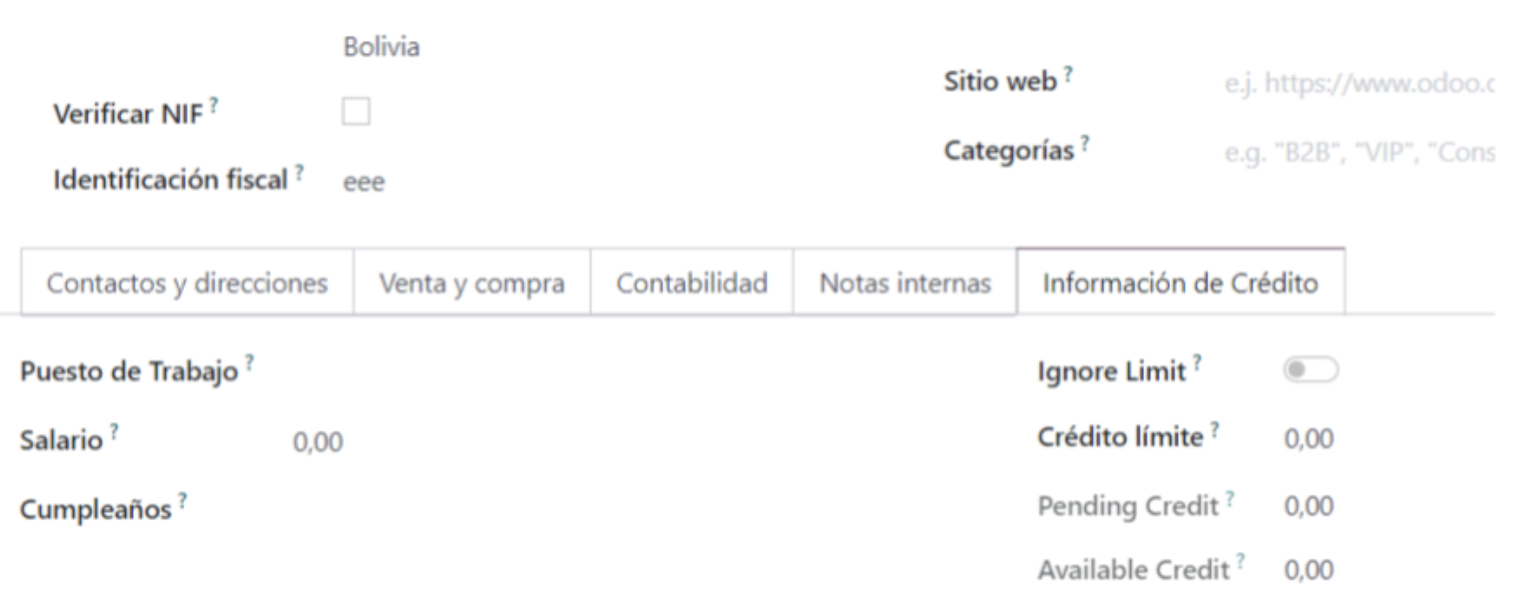 Bolivia
Verificar NIF ?
Identificación fiscal ? eee
Sitio web ? e.j. https://www.odoo.c
Categorías ? e.g. "B2B", "VIP", "Cons
Contactos y direcciones Venta y compra Contabilidad Notas internas Información de Crédito
Puesto de Trabajo ?
Salario ? 0,00
Cumpleaños ?
Ignore Limit ?
Crédito límite ? 0,00
Pending Credit ? 0,00
Available Credit ? 0,00